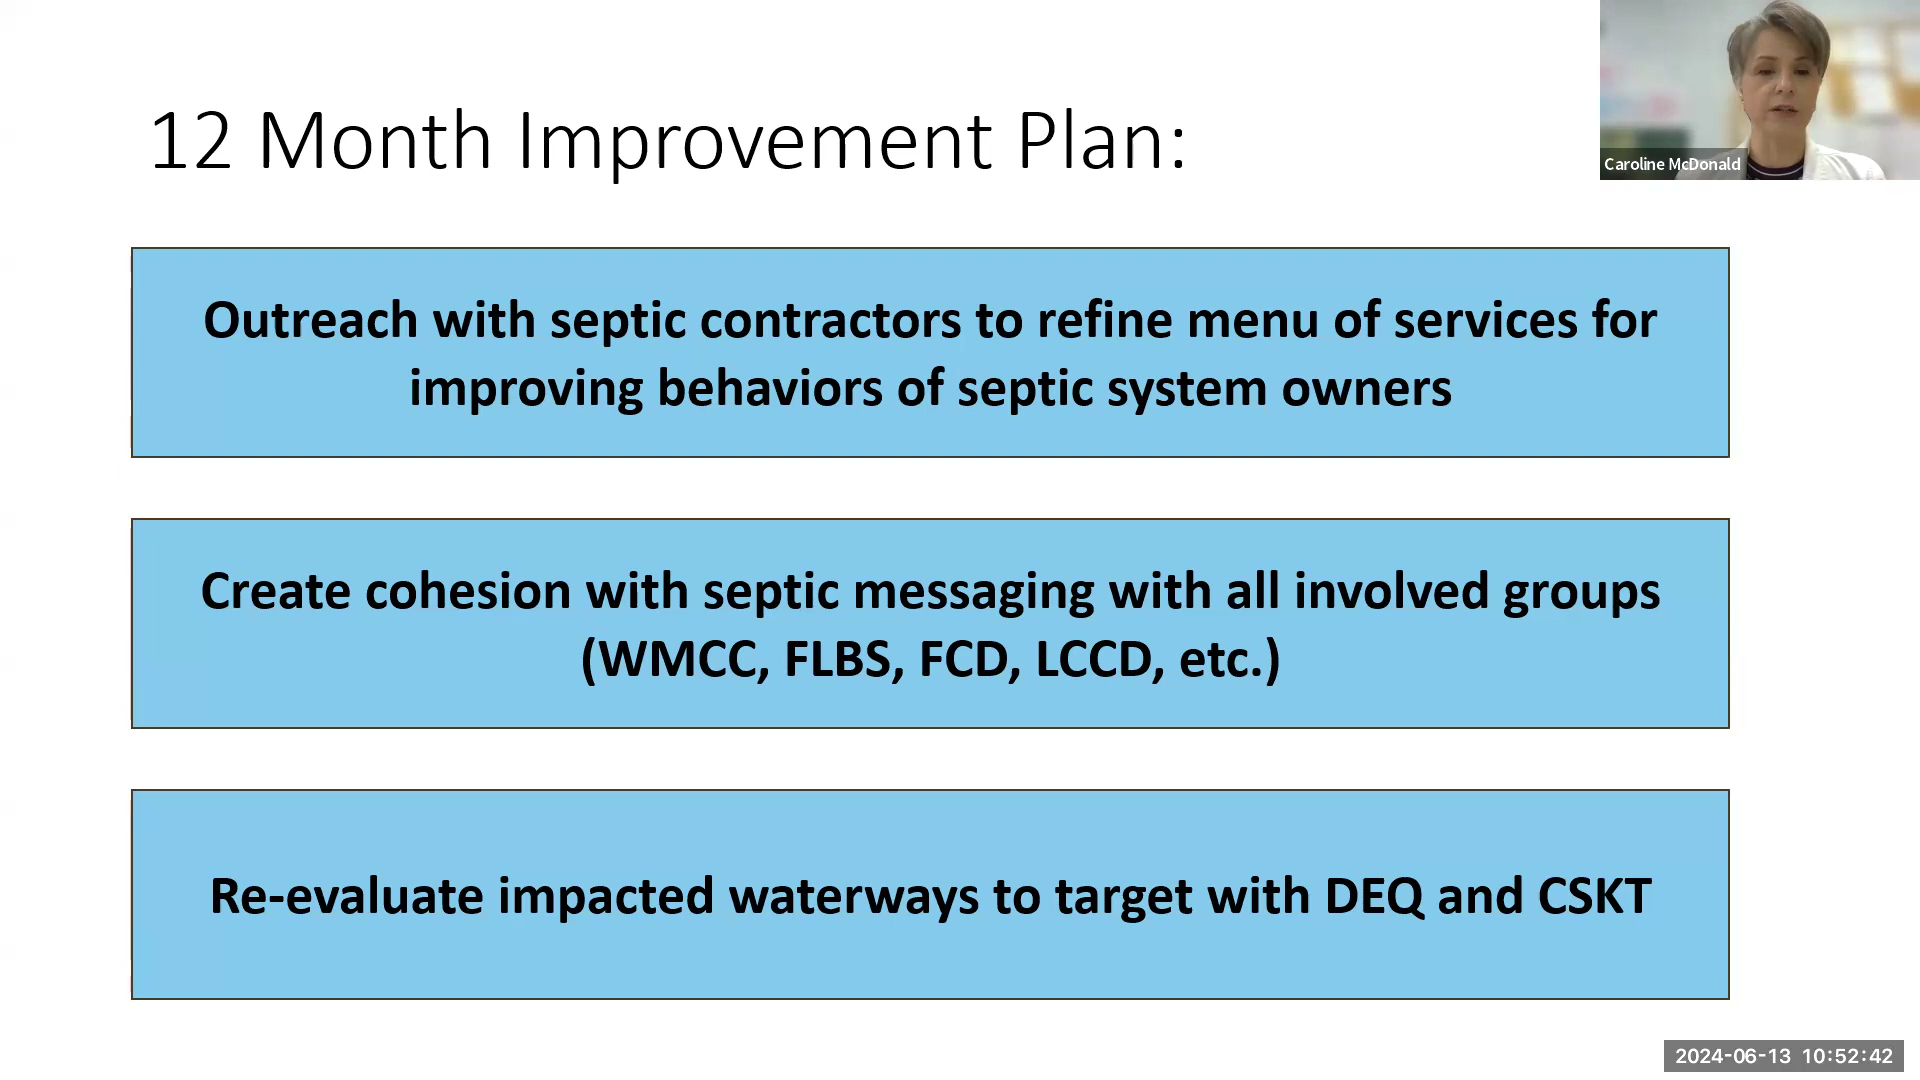 12 Month Improvement Plan:
Caroline McDonald
Outreach with septic contractors to refine menu of services for
improving behaviors of septic system owners
Create cohesion with septic messaging with all involved groups
(WMCC, FLBS, FCD, LCCD, etc.)
Re-evaluate impacted waterways to target with DEQ and CSKT
2024-06-13 10:52:42